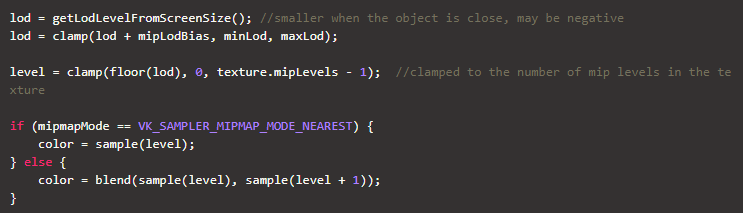 lod = getLodLevelFromScreenSize(); //smaller when the object is close, may be negative
lod = clamp(lod + mipLodBias, minLod, maxLod);
level = clamp(floor(lod), 0, texture.mipLevels - 1);  //clamped to the number of mip levels in the te
xture
if (mipmapMode == VK_SAMPLER_MIPMAP_MODE_NEAREST) {
    color = sample(level);
} else {
    color = blend(sample(level), sample(level + 1));
}